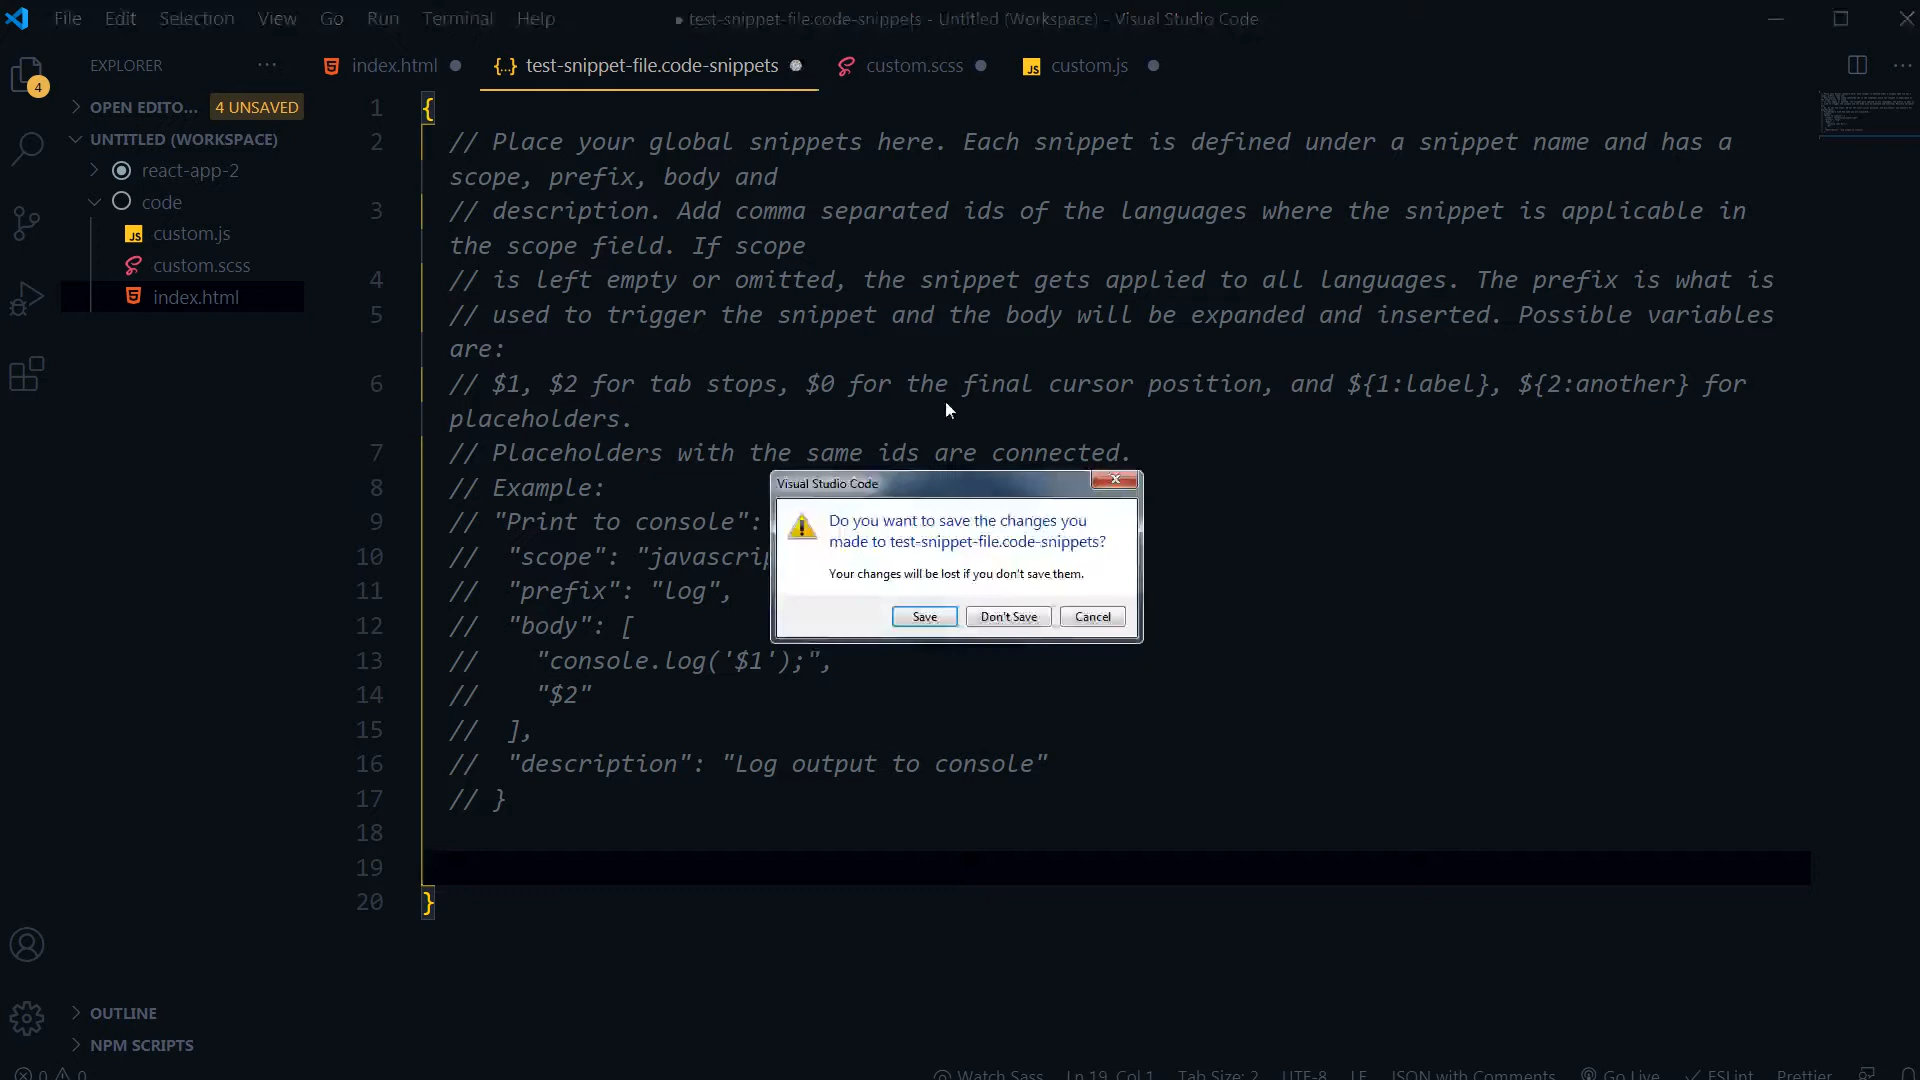 File Edit Selection View Go Run Terminal Help
● test-snippet-file.code-snippets - Untitled (Workspace) - Visual Studio Code
EXPLORER
index.html
{..} test-snippet-file.code-snippets
custom.scss
JS custom.js
4
OPEN EDITO... 4 UNSAVED
UNTITLED (WORKSPACE)
react-app-2
code
JS custom.js
custom.scss
index.html
OUTLINE
NPM SCRIPTS
1 {
2 // Place your global snippets here. Each snippet is defined under a snippet name and has a
scope, prefix, body and
3 // description. Add comma separated ids of the languages where the snippet is applicable in
the scope field. If scope
4 // is left empty or omitted, the snippet gets applied to all languages. The prefix is what is
5 // used to trigger the snippet and the body will be expanded and inserted. Possible variables
are:
6 // $1, $2 for tab stops, $0 for the final cursor position, and ${1:label}, ${2:another} for
placeholders.
7 // Placeholders with the same ids are connected.
8 // Example:
9 // "Print to console":
10 // "scope": "javascrip
11 // "prefix": "log",
12 // "body": [
13 // "console.log('$1');",
14 // "$2"
15 // ],
16 // "description": "Log output to console"
17 // }
18
19
20 }
Visual Studio Code
Do you want to save the changes you
made to test-snippet-file.code-snippets?
Your changes will be lost if you don't save them.
Save Don't Save Cancel
0 0 Watch Sass Ln 19, Col 1 Tab Size: 2 UTF-8 LF JSON with Comments Go Live ESLint Prettier